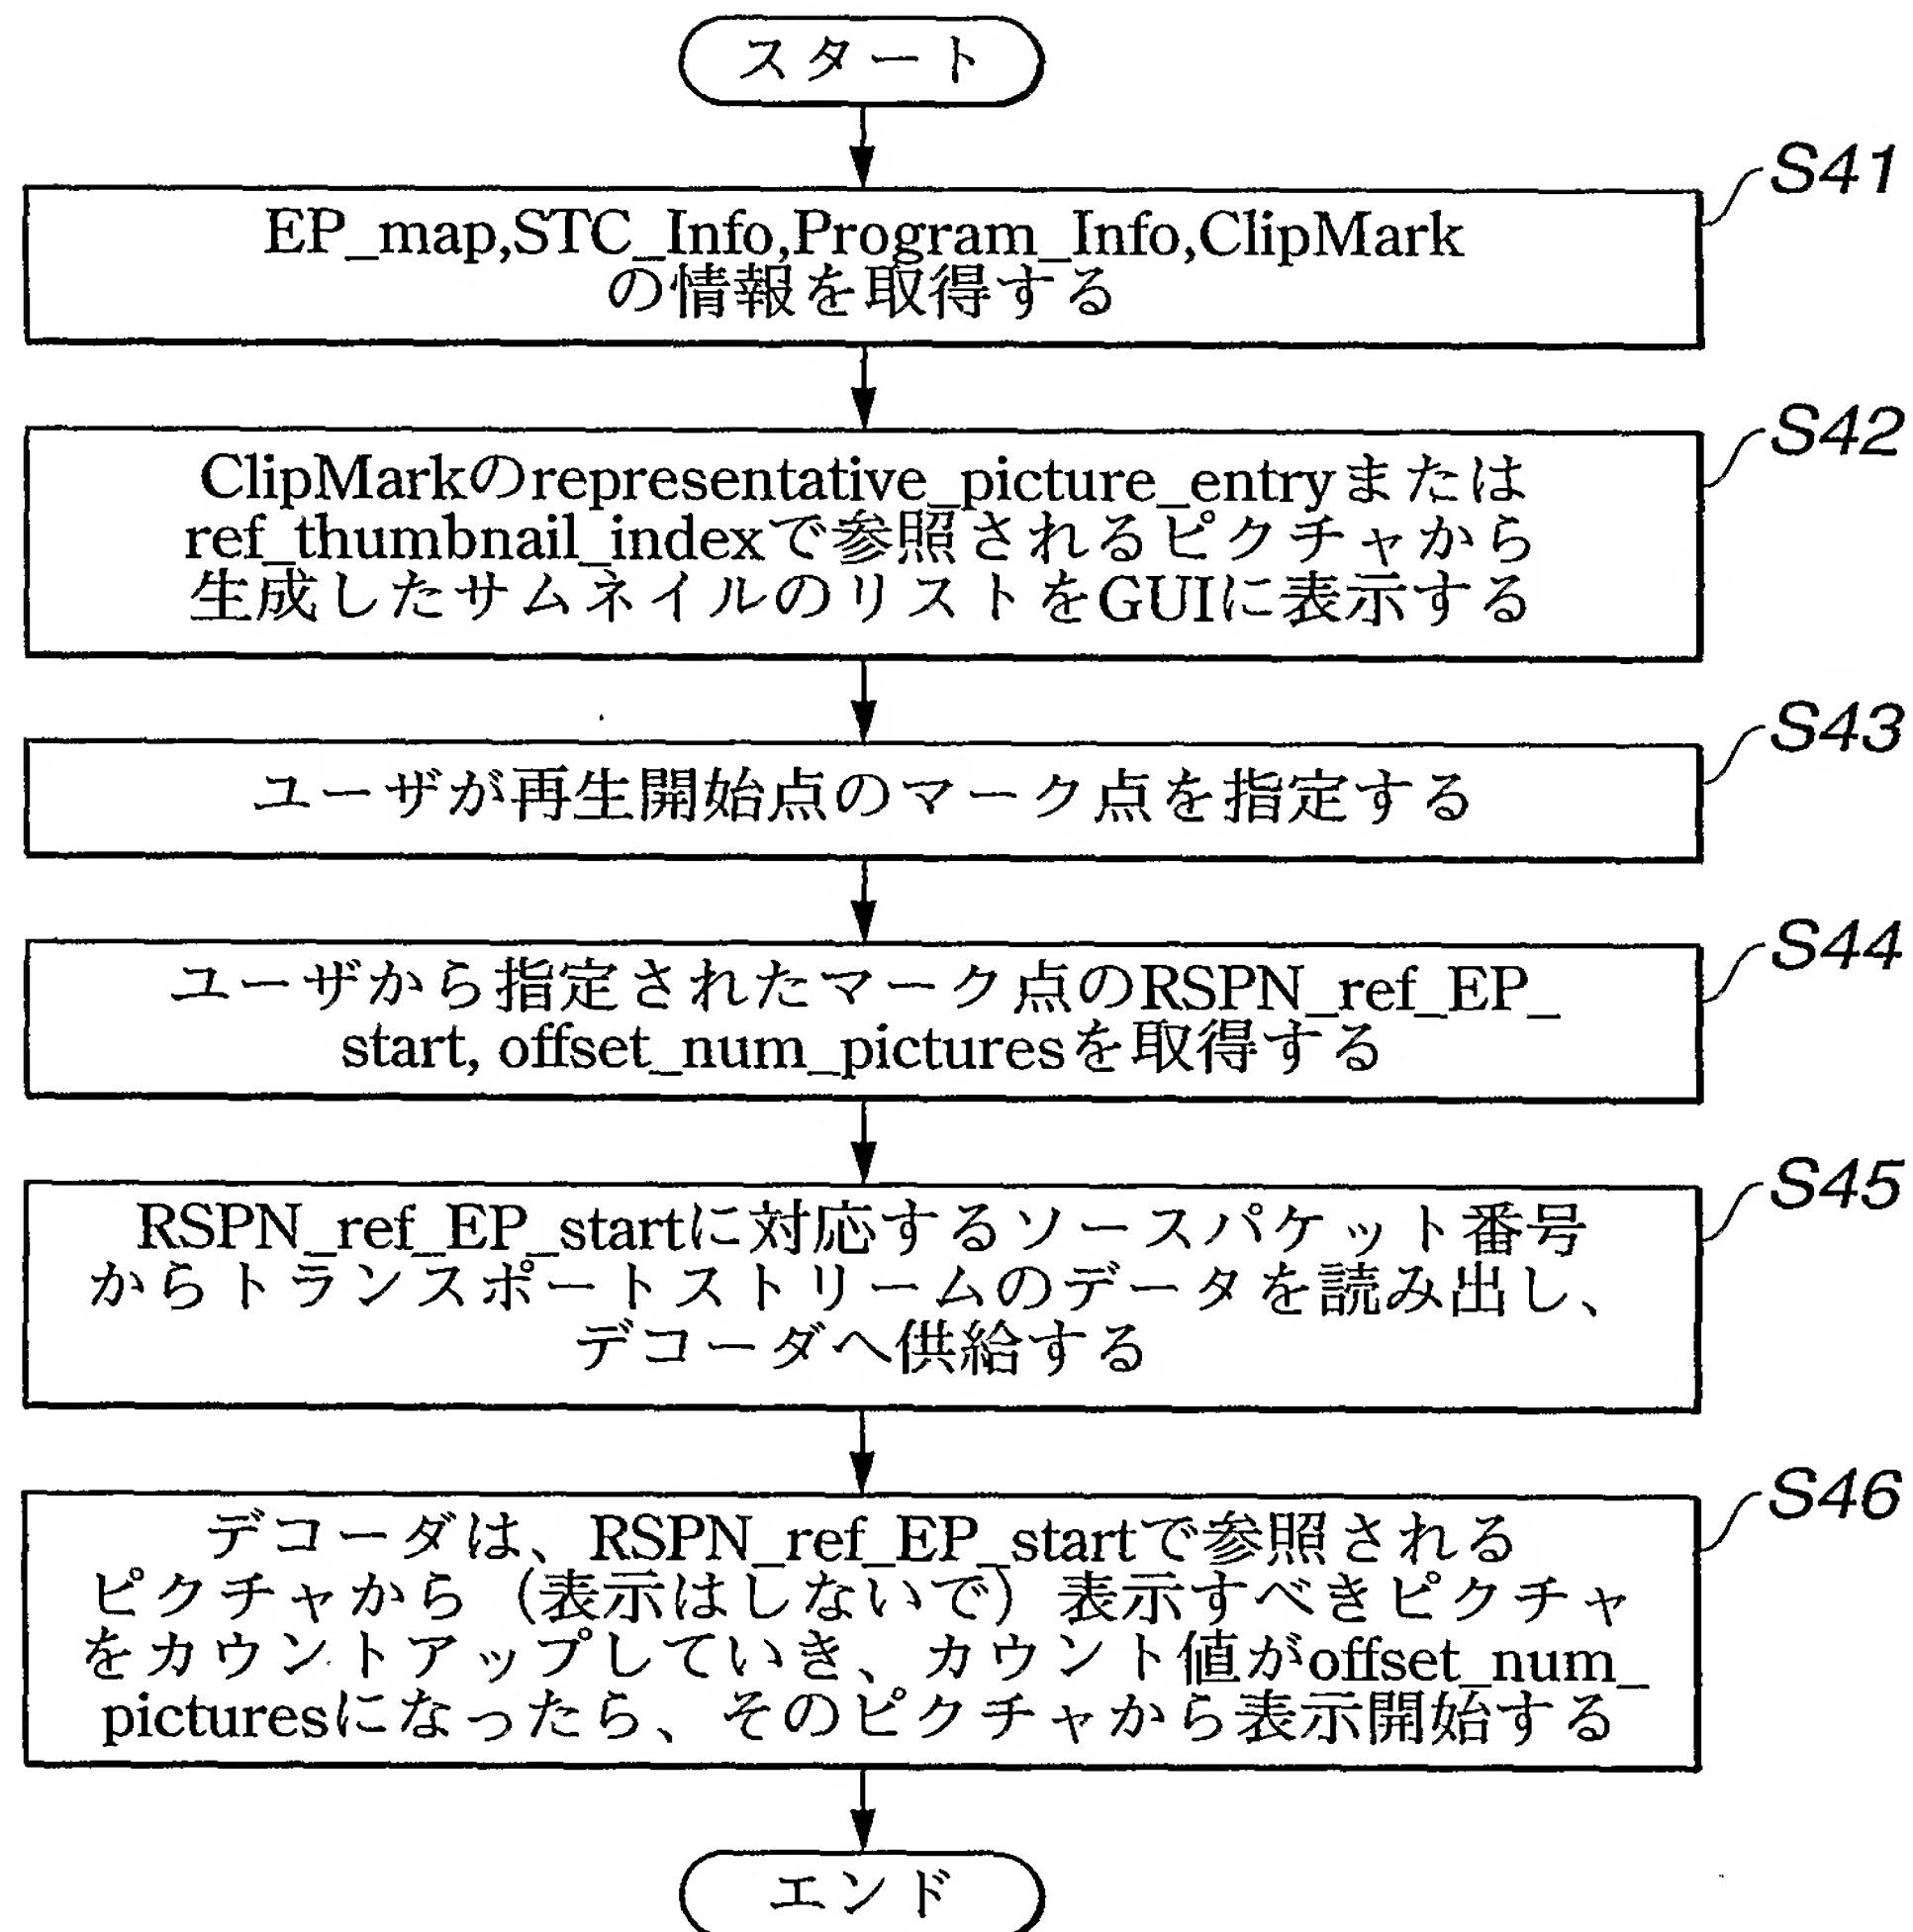 スタート
S41
EP_map,STC_Info,Program_Info,ClipMark
の情報を取得する
S42
ClipMarkのrepresentative_picture_entryまたは
ref_thumbnail_indexで参照されるピクチャから
生成したサムネイルのリストをGUIに表示する
S43
ユーザが再生開始点のマーク点を指定する
S44
ユーザから指定されたマーク点のRSPN_ref_EP_
start, offset_num_picturesを取得する
S45
RSPN_ref_EP_startに対応するソースパケット番号
からトランスポートストリームのデータを読み出し、
デコーダへ供給する
S46
デコーダは、RSPN_ref_EP_startで参照される
ピクチャから（表示はしないで）表示すべきピクチャ
をカウントアップしていき、カウント値がoffset_num_
picturesになったら、そのピクチャから表示開始する
エンド